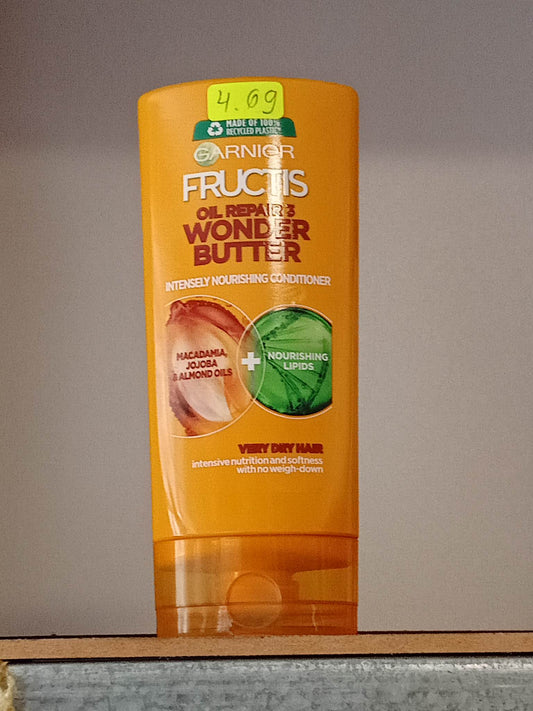 4.69
MADE OF 100%
RECYCLED PLASTIC*
GARNIER
FRUCTIS
OIL REPAIR 3
WONDER
BUTTER
INTENSELY NOURISHING CONDITIONER
MACADAMIA,
JOJOBA
& ALMOND OILS
+
NOURISHING
LIPIDS
VERY DRY HAIR
intensive nutrition and softness
with no weigh-down